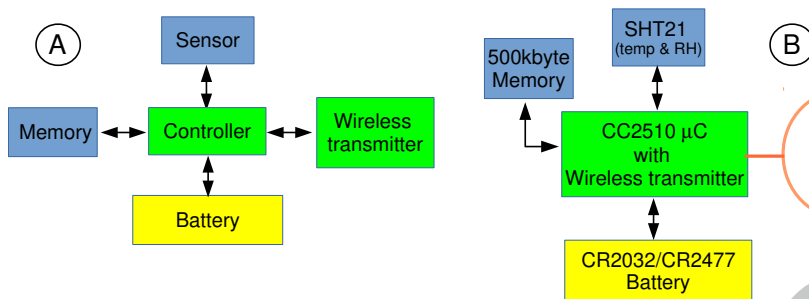 A
Sensor
Memory
Controller
Wireless
transmitter
Battery
B
SHT21
(temp & RH)
500kbyte
Memory
CC2510 μC
with
Wireless transmitter
CR2032/CR2477
Battery